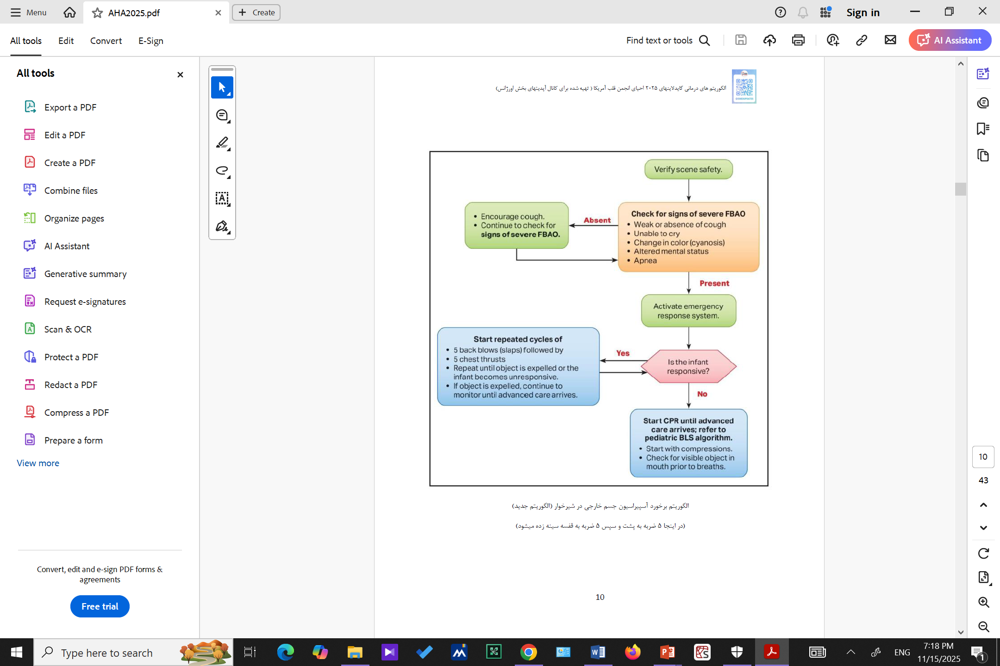 Menu
AHA2025.pdf
Create
Sign in
All tools
Edit
Convert
E-Sign
Find text or tools
AI Assistant
All tools
Export a PDF
Edit a PDF
Create a PDF
Combine files
Organize pages
AI Assistant
Generative summary
Request e-signatures
Scan & OCR
Protect a PDF
Redact a PDF
Compress a PDF
Prepare a form
View more
Convert, edit and e-sign PDF forms &
agreements
Free trial
الگوریتم های درمانی گایدلاینهای ۲۰۲۵ احیای انجمن قلب آمریکا ( تهیه شده برای کانال آپدیتهای بخش اورژانس)
@EMEDUPDATES
Verify scene safety.
• Encourage cough.
• Continue to check for
signs of severe FBAO.
Absent
Check for signs of severe FBAO
• Weak or absence of cough
• Unable to cry
• Change in color (cyanosis)
• Altered mental status
• Apnea
Present
Activate emergency
response system.
Start repeated cycles of
• 5 back blows (slaps) followed by
• 5 chest thrusts
• Repeat until object is expelled or the
infant becomes unresponsive.
• If object is expelled, continue to
monitor until advanced care arrives.
Yes
Is the infant
responsive?
No
Start CPR until advanced
care arrives; refer to
pediatric BLS algorithm.
• Start with compressions.
• Check for visible object in
mouth prior to breaths.
الگوریتم برخورد آسپیراسیون جسم خارجی در شیرخوار (الگوریتم جدید)
(در اینجا ۵ ضربه به پشت و سپس ۵ ضربه به قفسه سینه زده میشود)
10
10
43
Type here to search
ENG
7:18 PM
11/15/2025
1